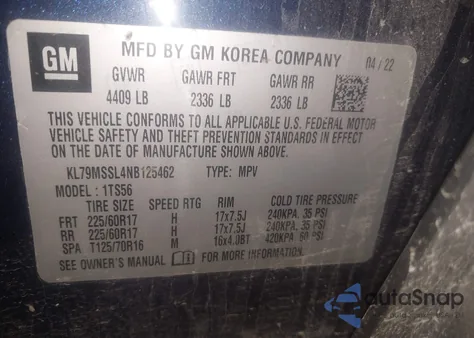 GM
MFD BY GM KOREA COMPANY 04/22
GVWR GAWR FRT GAWR RR
4409 LB 2336 LB 2336 LB
THIS VEHICLE CONFORMS TO ALL APPLICABLE U.S. FEDERAL MOTOR
VEHICLE SAFETY AND THEFT PREVENTION STANDARDS IN EFFECT
ON THE DATE OF MANUFACTURE SHOWN ABOVE.
KL79MSSL4NB125462 TYPE: MPV
MODEL: 1TS56
TIRE SIZE SPEED RTG RIM COLD TIRE PRESSURE
FRT 225/60R17 H 17x7.5J 240KPA, 35 PSI
RR 225/60R17 H 17x7.5J 240KPA, 35 PSI
SPA T125/70R16 M 16x4.0BT 420KPA, 60 PSI
SEE OWNER'S MANUAL FOR MORE INFORMATION.
autoSnap